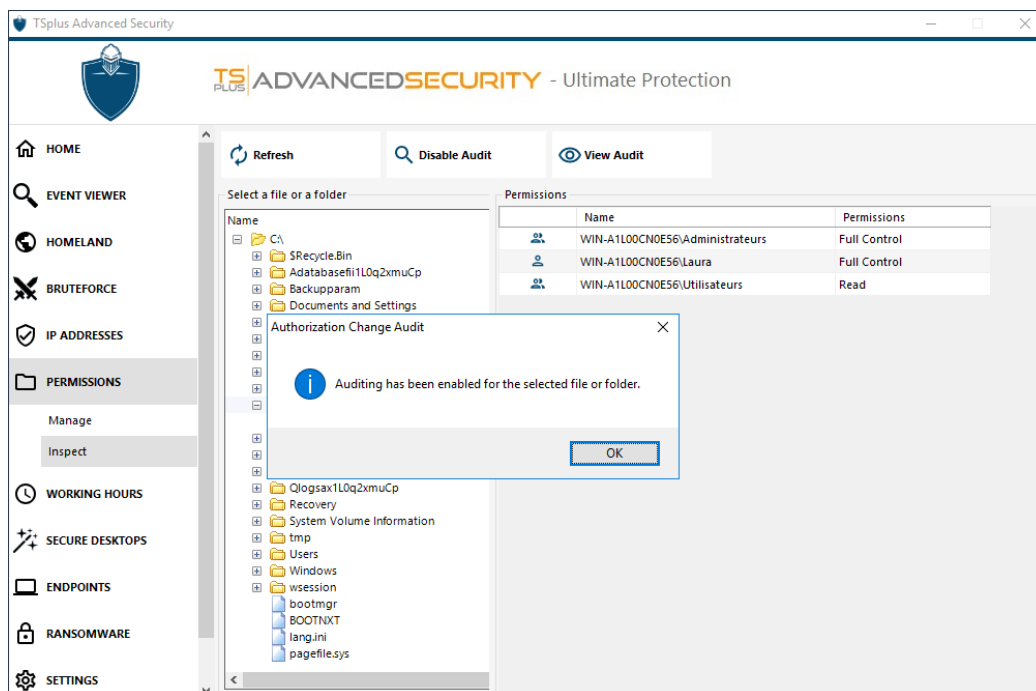 TSplus Advanced Security
TS PLUS ADVANCEDSECURITY - Ultimate Protection
HOME
EVENT VIEWER
HOMELAND
BRUTEFORCE
IP ADDRESSES
PERMISSIONS
Manage
Inspect
WORKING HOURS
SECURE DESKTOPS
ENDPOINTS
RANSOMWARE
SETTINGS
Refresh
Disable Audit
View Audit
Select a file or a folder
Name
C:\
$Recycle.Bin
Adatabasefii1L0q2xmuCp
Backupparam
Documents and Settings
Qlogsax1L0q2xmuCp
Recovery
System Volume Information
tmp
Users
Windows
wsession
bootmgr
BOOTNXT
lang.ini
pagefile.sys
Permissions
Name Permissions
WIN-A1L00CN0E56\Administrateurs Full Control
WIN-A1L00CN0E56\Laura Full Control
WIN-A1L00CN0E56\Utilisateurs Read
Authorization Change Audit
Auditing has been enabled for the selected file or folder.
OK